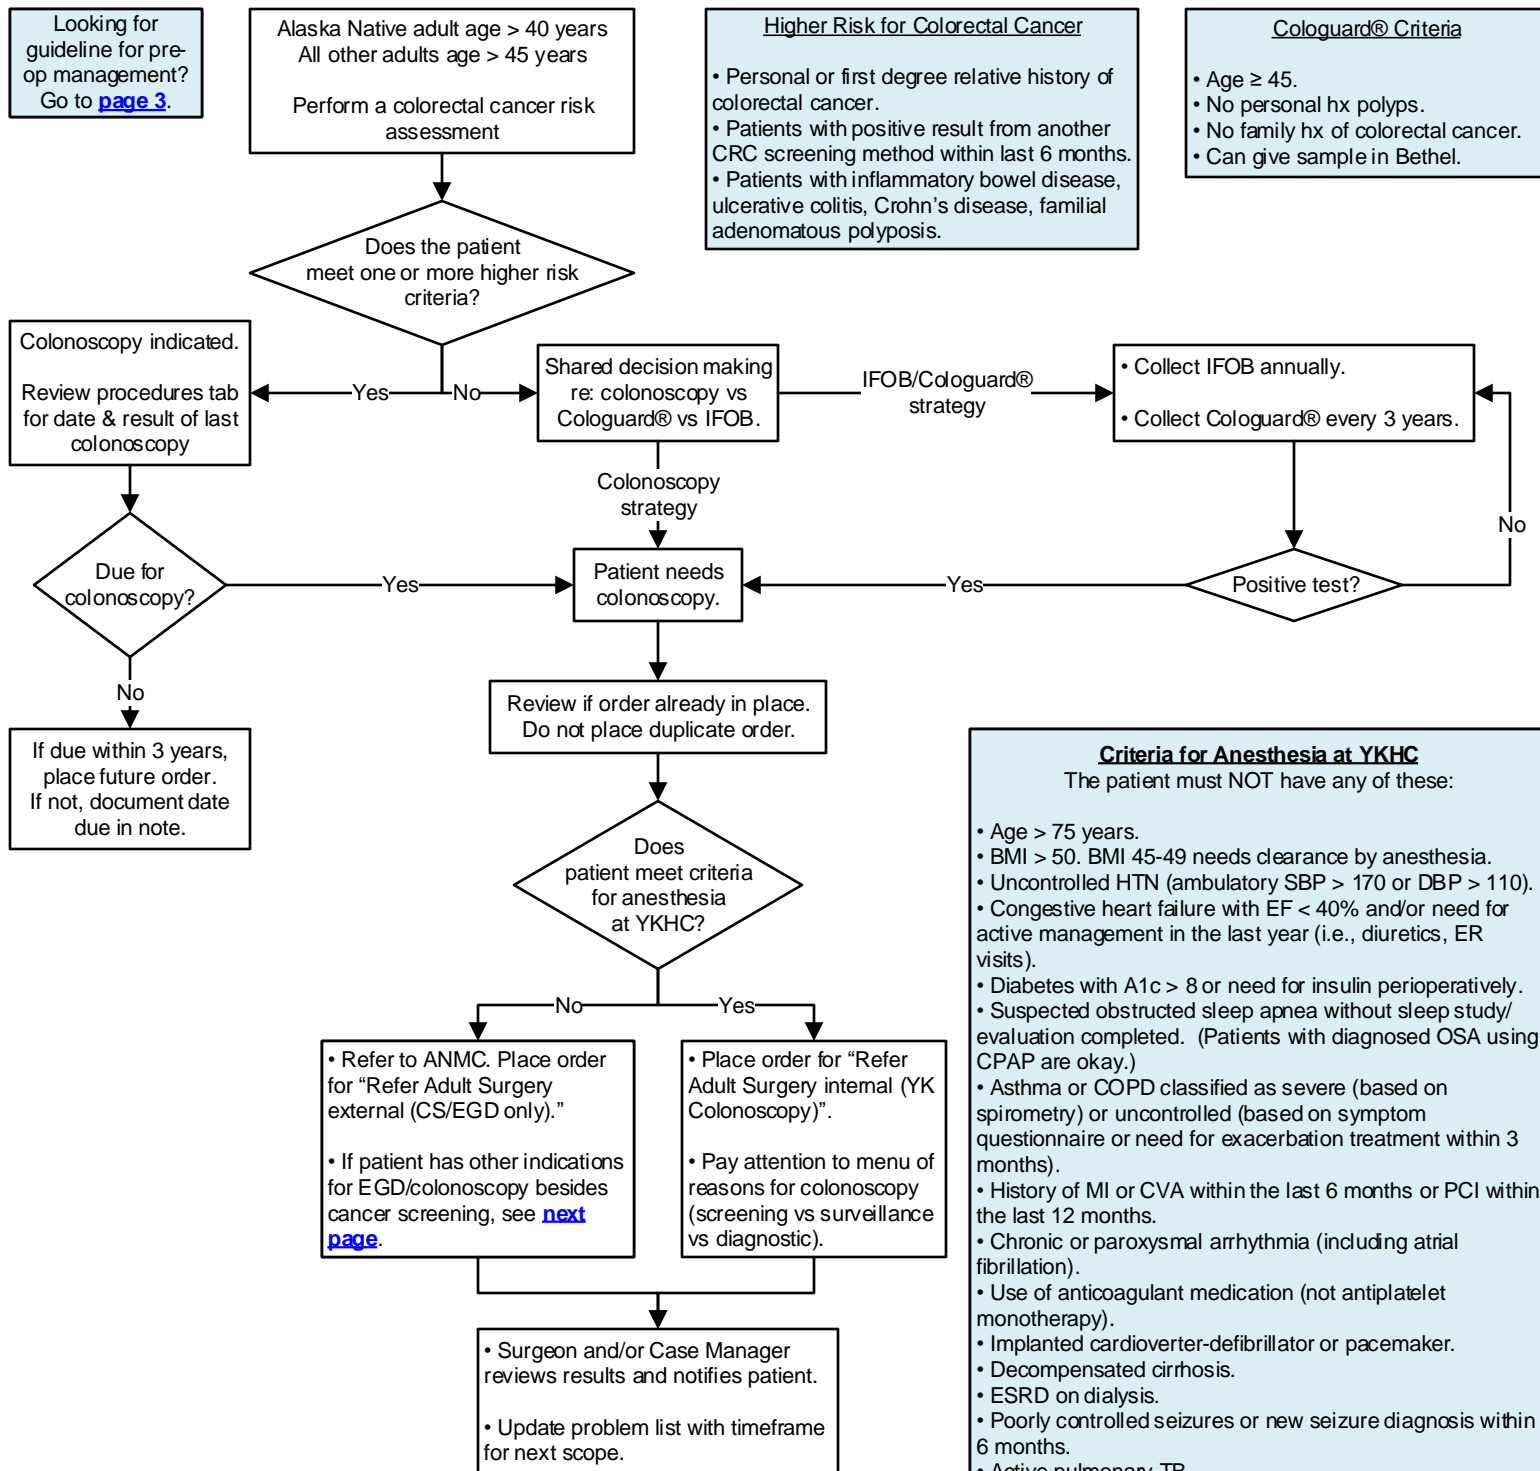 Looking for
guideline for pre-
op management?
Go to page 3.
Alaska Native adult age > 40 years
All other adults age > 45 years
Perform a colorectal cancer risk
assessment
Higher Risk for Colorectal Cancer
• Personal or first degree relative history of
colorectal cancer.
• Patients with positive result from another
CRC screening method within last 6 months.
• Patients with inflammatory bowel disease,
ulcerative colitis, Crohn’s disease, familial
adenomatous polyposis.
Cologuard® Criteria
• Age ≥ 45.
• No personal hx polyps.
• No family hx of colorectal cancer.
• Can give sample in Bethel.
Does the patient
meet one or more higher risk
criteria?
Yes
No
Colonoscopy indicated.
Review procedures tab
for date & result of last
colonoscopy
Shared decision making
re: colonoscopy vs
Cologuard® vs IFOB.
IFOB/Cologuard®
strategy
• Collect IFOB annually.
• Collect Cologuard® every 3 years.
Colonoscopy
strategy
No
Due for
colonoscopy?
Yes
Patient needs
colonoscopy.
Yes
Positive test?
No
If due within 3 years,
place future order.
If not, document date
due in note.
Review if order already in place.
Do not place duplicate order.
Does
patient meet criteria
for anesthesia
at YKHC?
No
Yes
• Refer to ANMC. Place order
for “Refer Adult Surgery
external (CS/EGD only).”
• If patient has other indications
for EGD/colonoscopy besides
cancer screening, see next
page.
• Place order for “Refer
Adult Surgery internal (YK
Colonoscopy)”.
• Pay attention to menu of
reasons for colonoscopy
(screening vs surveillance
vs diagnostic).
• Surgeon and/or Case Manager
reviews results and notifies patient.
• Update problem list with timeframe
for next scope.
Criteria for Anesthesia at YKHC
The patient must NOT have any of these:
• Age > 75 years.
• BMI > 50. BMI 45-49 needs clearance by anesthesia.
• Uncontrolled HTN (ambulatory SBP > 170 or DBP > 110).
• Congestive heart failure with EF < 40% and/or need for
active management in the last year (i.e., diuretics, ER
visits).
• Diabetes with A1c > 8 or need for insulin perioperatively.
• Suspected obstructed sleep apnea without sleep study/
evaluation completed. (Patients with diagnosed OSA using
CPAP are okay.)
• Asthma or COPD classified as severe (based on
spirometry) or uncontrolled (based on symptom
questionnaire or need for exacerbation treatment within 3
months).
• History of MI or CVA within the last 6 months or PCI within
the last 12 months.
• Chronic or paroxysmal arrhythmia (including atrial
fibrillation).
• Use of anticoagulant medication (not antiplatelet
monotherapy).
• Implanted cardioverter-defibrillator or pacemaker.
• Decompensated cirrhosis.
• ESRD on dialysis.
• Poorly controlled seizures or new seizure diagnosis within
6 months.
• Active pulmonary TB